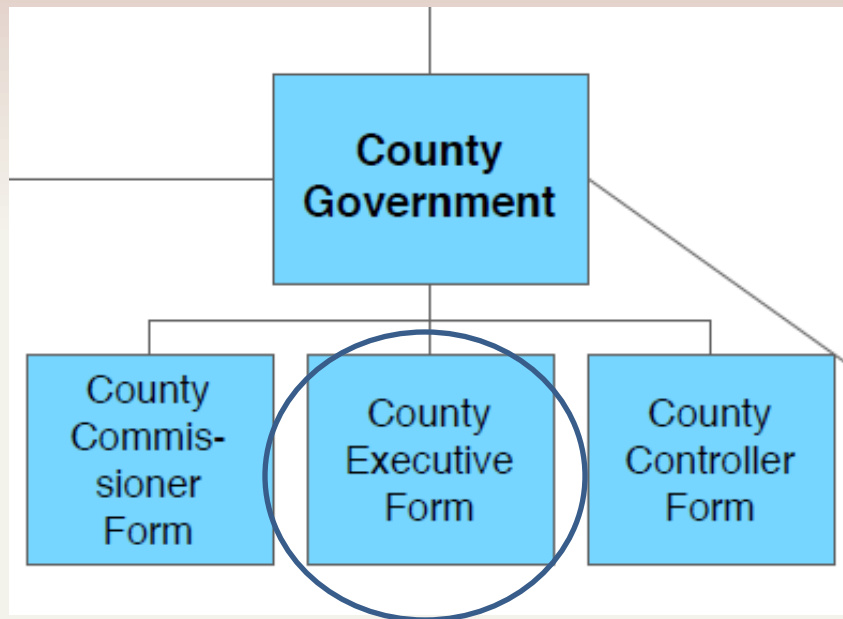 County
Government
County
Commis-
sioner
Form
County
Executive
Form
County
Controller
Form